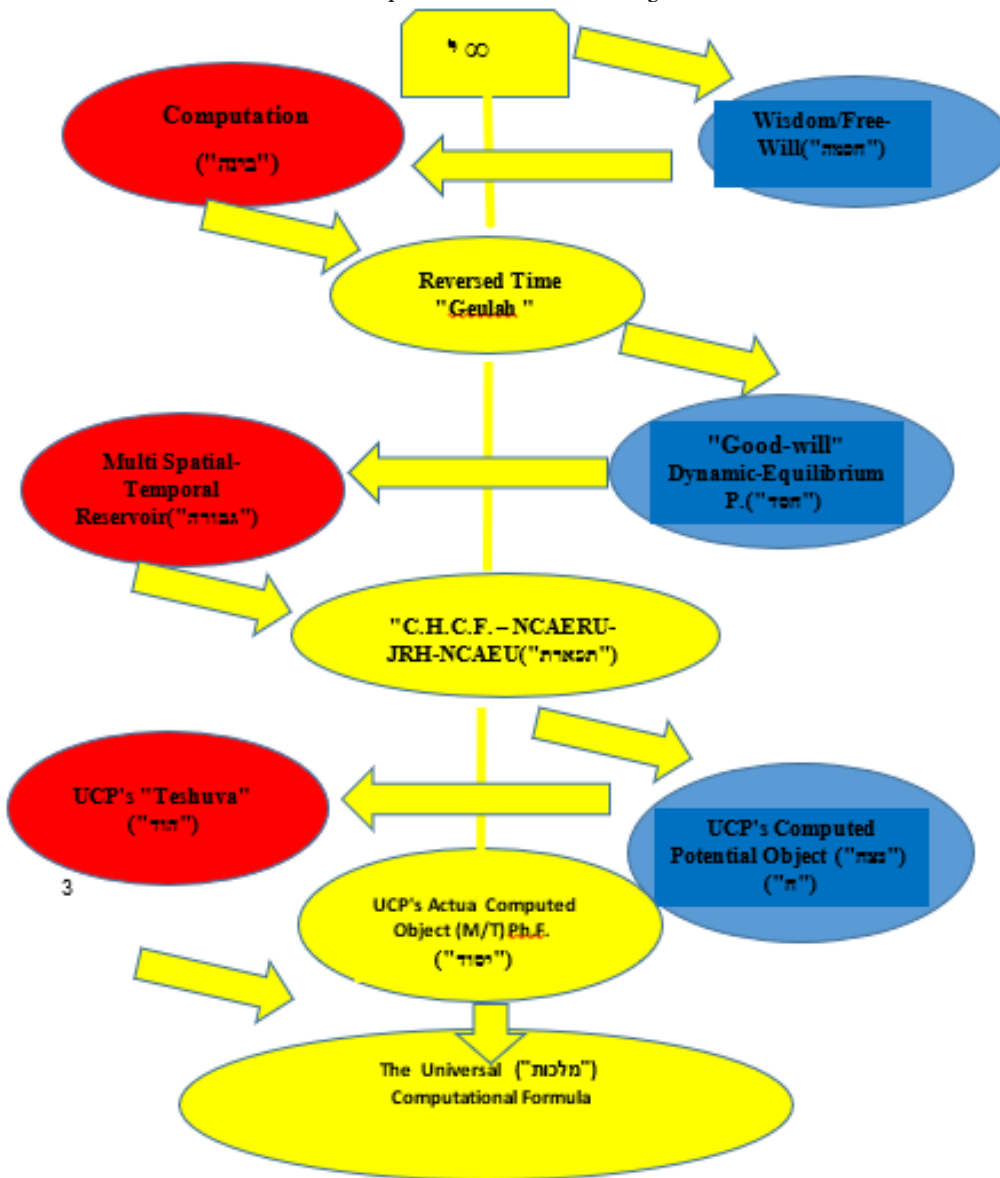 י ∞
Computation
("בינה")
Wisdom/Free-
Will("חכמה")
Reversed Time
"Geulah "
"Good-will"
Dynamic-Equilibrium
P.("חסד")
Multi Spatial-
Temporal
Reservoir("גבורה")
"C.H.C.F. – NCAERU-
JRH-NCAEU("תפארת")
UCP's "Teshuva"
("הוד")
UCP's Computed
Potential Object ("נצח")
3
UCP's Actua Computed
Object (M/T) Ph.E.
("יסוד")
The Universal ("מלכות")
Computational Formula